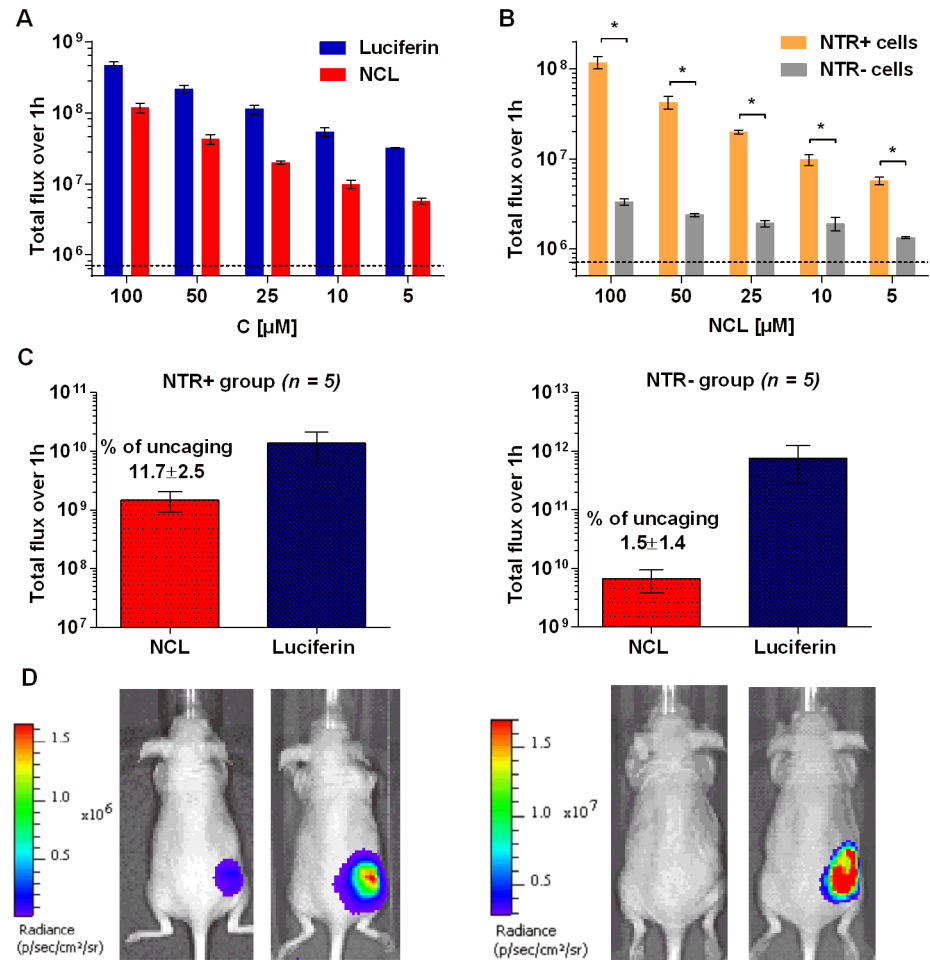 A
Total flux over 1h
10⁹
10⁸
10⁷
10⁶
Luciferin
NCL
100 50 25 10 5
C [µM]
B
Total flux over 1h
10⁸
10⁷
10⁶
NTR+ cells
NTR- cells
* * * * *
100 50 25 10 5
NCL [µM]
C
NTR+ group (n = 5)
Total flux over 1h
10¹¹
10¹⁰
10⁹
10⁸
10⁷
% of uncaging
11.7±2.5
NCL Luciferin
NTR- group (n = 5)
Total flux over 1h
10¹³
10¹²
10¹¹
10¹⁰
10⁹
% of uncaging
1.5±1.4
NCL Luciferin
D
1.5
1.0
x10⁶
0.5
Radiance
(p/sec/cm²/sr)
1.5
1.0
x10⁷
0.5
Radiance
(p/sec/cm²/sr)